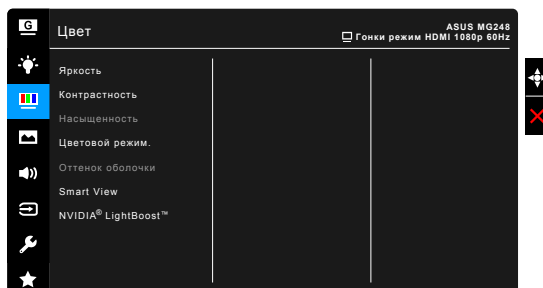 G
Цвет
ASUS MG248
Гонки режим HDMI 1080p 60Hz
Яркость
Контрастность
Насыщенность
Цветовой режим.
Оттенок оболочки
Smart View
NVIDIA® LightBoost™